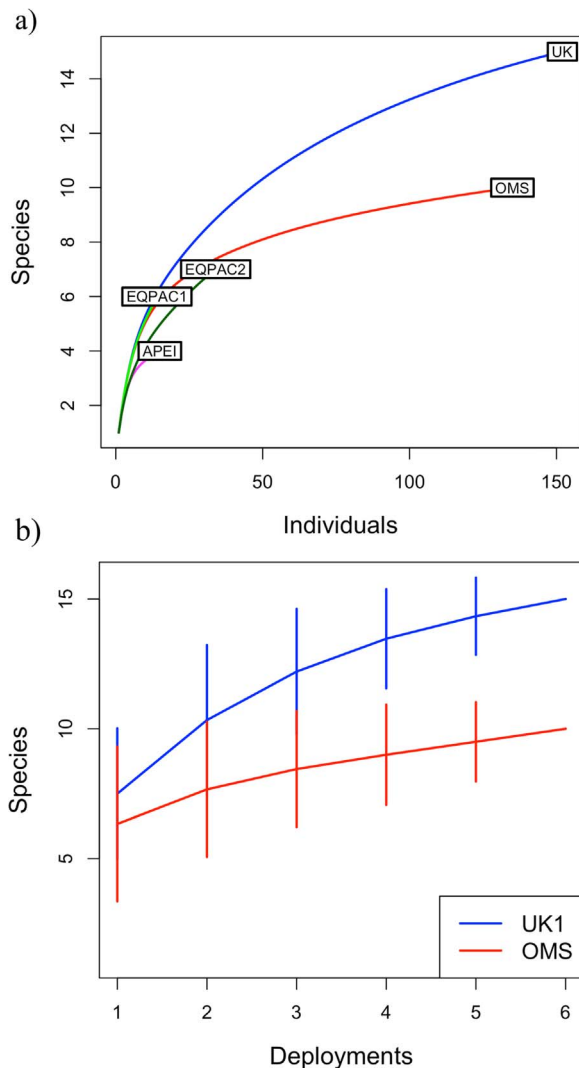 a)
14
12
10
8
6
4
2
Species
UK
OMS
EQPAC2
EQPAC1
APEI
0 50 100 150
Individuals
b)
15
10
5
Species
UK1
OMS
1 2 3 4 5 6
Deployments